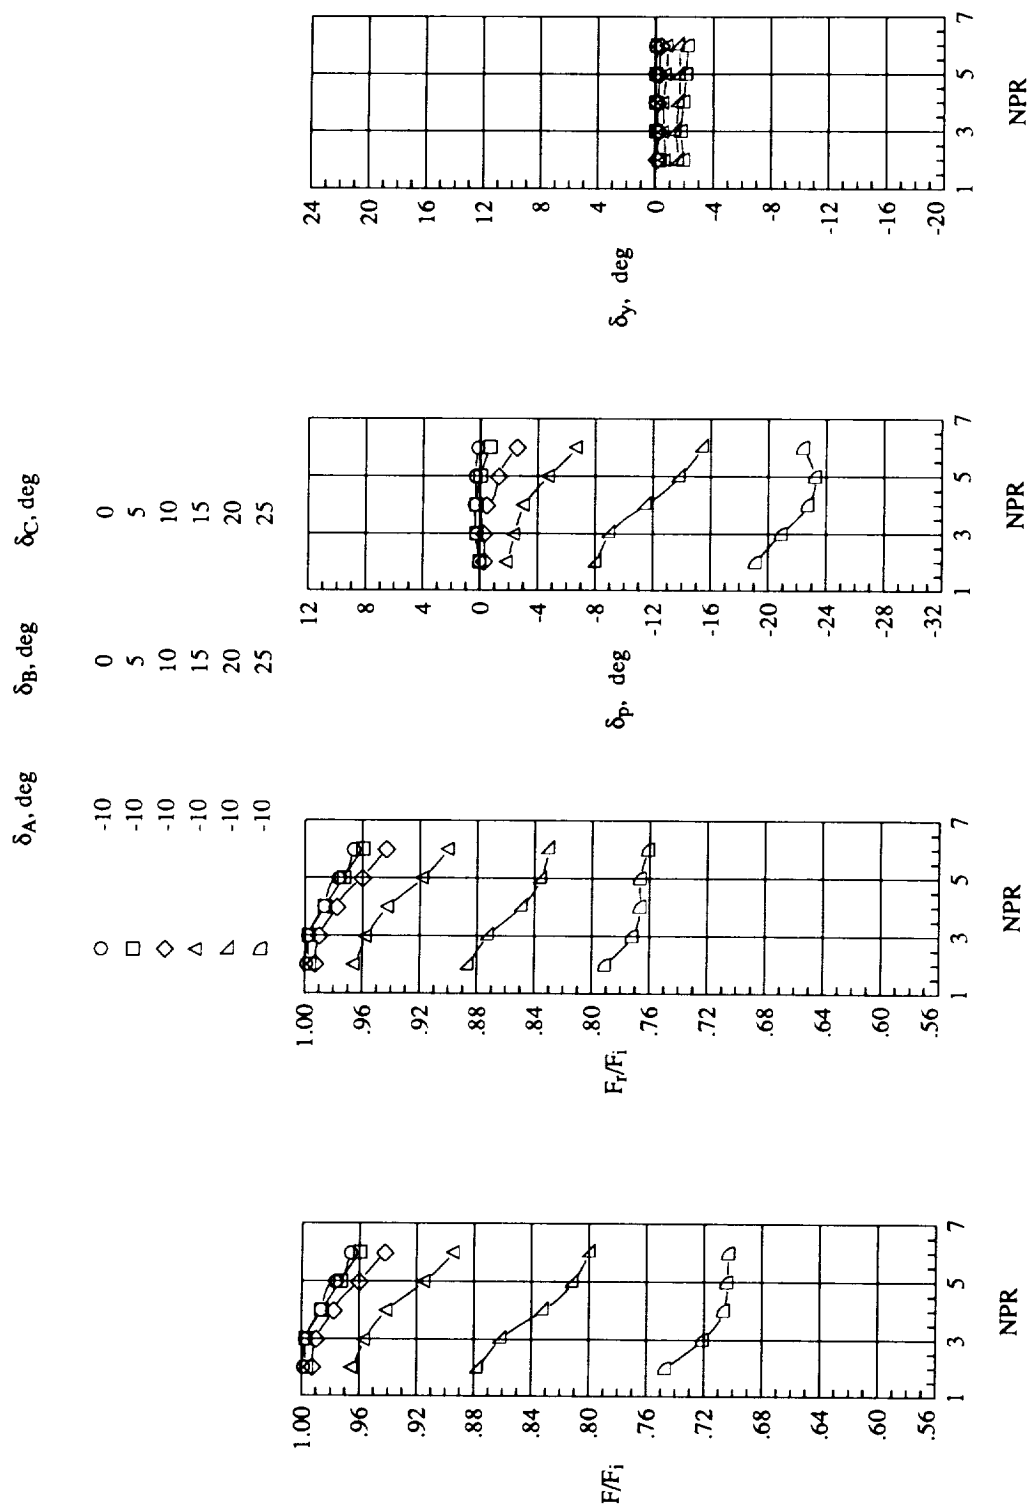 δA, deg δB, deg δC, deg
-10 0 0
-10 5 5
-10 10 10
-10 15 15
-10 20 20
-10 25 25
1.00
.96
.92
.88
.84
.80
.76
.72
.68
.64
.60
.56
F/Fi
1 3 5 7
NPR
1.00
.96
.92
.88
.84
.80
.76
.72
.68
.64
.60
.56
Fr/Fi
1 3 5 7
NPR
12
8
4
0
-4
-8
-12
-16
-20
-24
-28
-32
δp, deg
1 3 5 7
NPR
24
20
16
12
8
4
0
-4
-8
-12
-16
-20
δy, deg
1 3 5 7
NPR